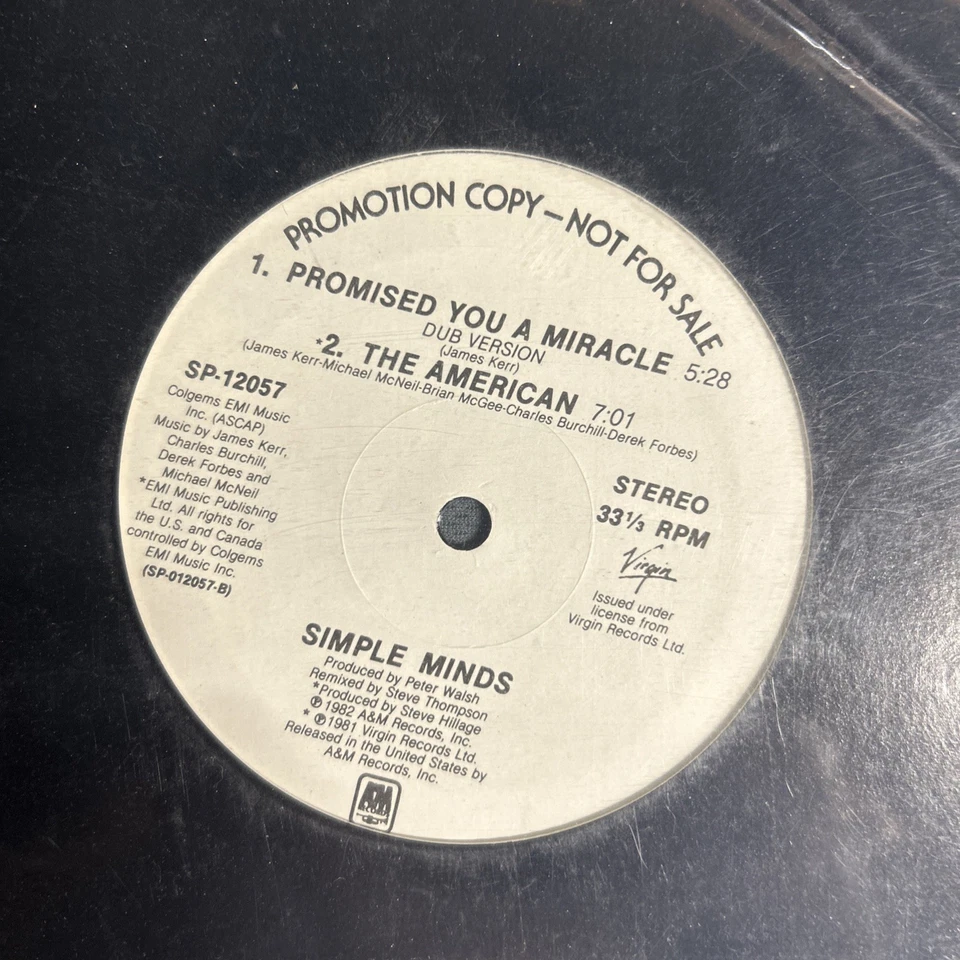 PROMOTION COPY – NOT FOR SALE
1. PROMISED YOU A MIRACLE 5:28
DUB VERSION
(James Kerr)
*2. THE AMERICAN 7:01
(James Kerr-Michael McNeil-Brian McGee-Charles Burchill-Derek Forbes)
SP-12057
Colgems EMI Music
Inc. (ASCAP)
Music by James Kerr,
Charles Burchill,
Derek Forbes and
Michael McNeil
*EMI Music Publishing
Ltd. All rights for
the U.S. and Canada
controlled by Colgems
EMI Music Inc.
(SP-012057-B)
STEREO
33 1/3 RPM
Virgin
Issued under
license from
Virgin Records Ltd.
SIMPLE MINDS
Produced by Peter Walsh
Remixed by Steve Thompson
*Produced by Steve Hillage
℗1982 A&M Records, Inc.
* ℗1981 Virgin Records Ltd.
Released in the United States by
A&M Records, Inc.
A&M
RECORDS